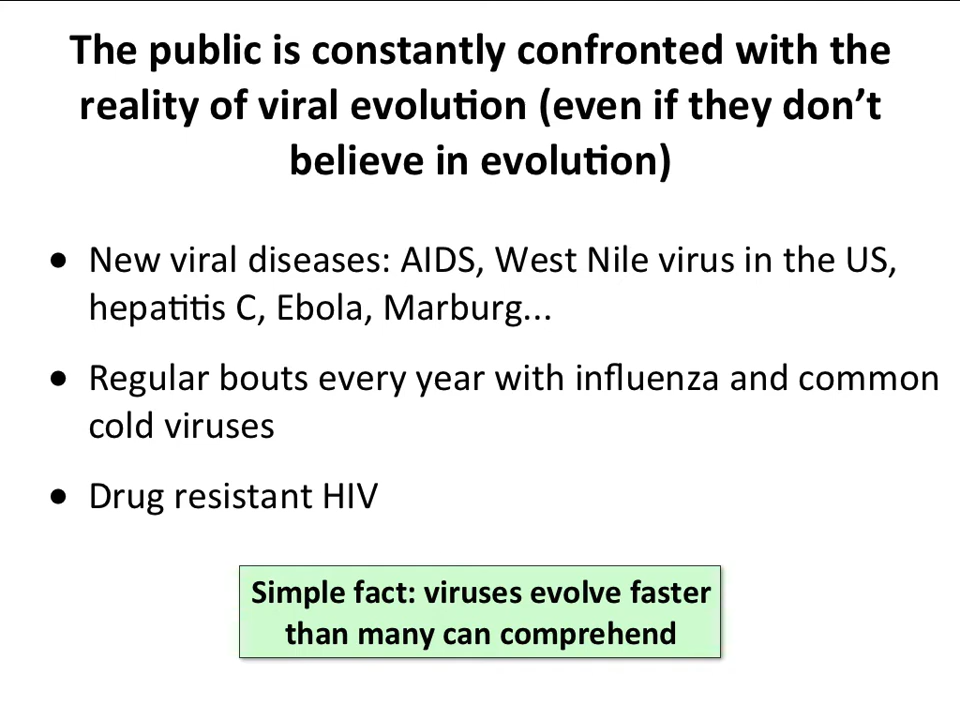 The public is constantly confronted with the
reality of viral evolution (even if they don’t
believe in evolution)
• New viral diseases: AIDS, West Nile virus in the US,
hepatitis C, Ebola, Marburg...
• Regular bouts every year with influenza and common
cold viruses
• Drug resistant HIV
Simple fact: viruses evolve faster
than many can comprehend